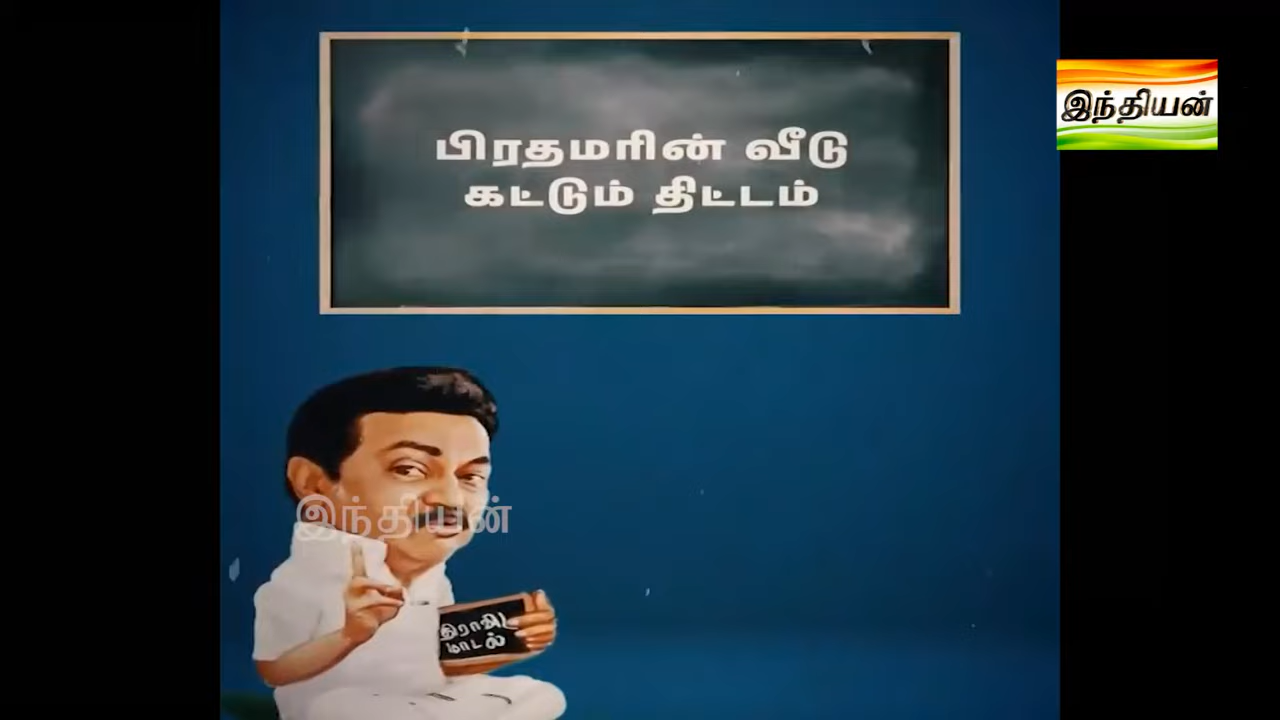 பிரதமரின் வீடு
கட்டும் திட்டம்
இந்தியன்
இந்தியன்
மாடல்